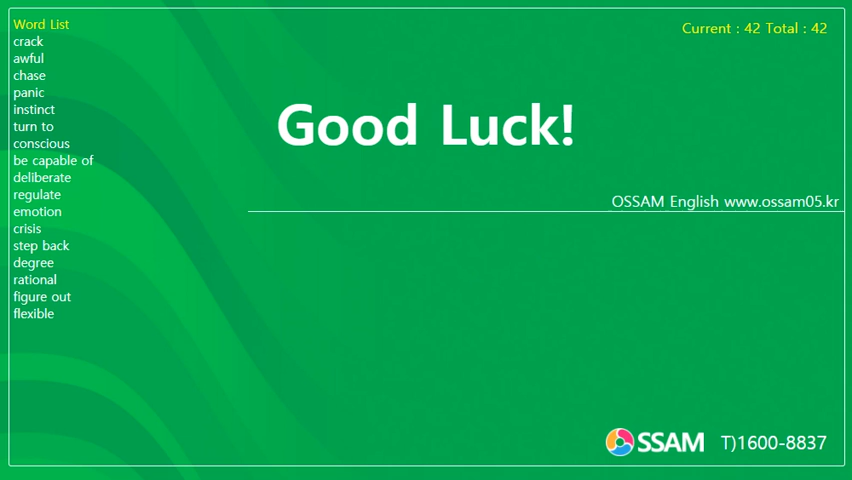 Word List
crack
awful
chase
panic
instinct
turn to
conscious
be capable of
deliberate
regulate
emotion
crisis
step back
degree
rational
figure out
flexible
Current : 42 Total : 42
Good Luck!
OSSAM English www.ossam05.kr
OSSAM T)1600-8837